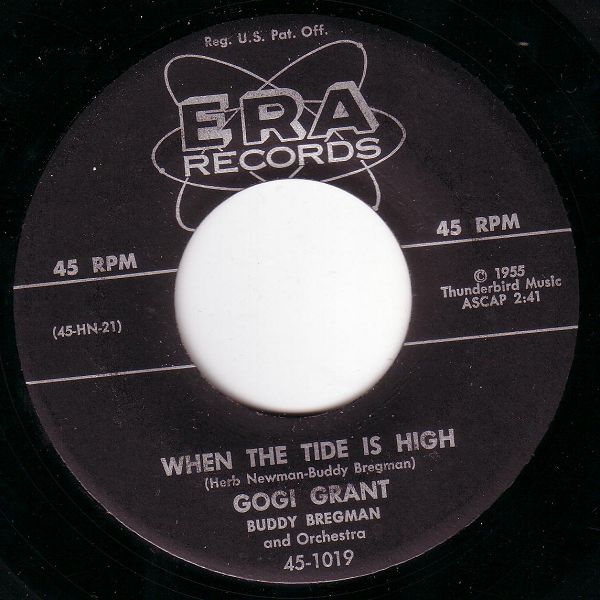 Reg. U.S. Pat. Off.
ERA
RECORDS
45 RPM
45 RPM
(45-HN-21)
© 1955
Thunderbird Music
ASCAP 2:41
WHEN THE TIDE IS HIGH
(Herb Newman-Buddy Bregman)
GOGI GRANT
BUDDY BREGMAN
and Orchestra
45-1019